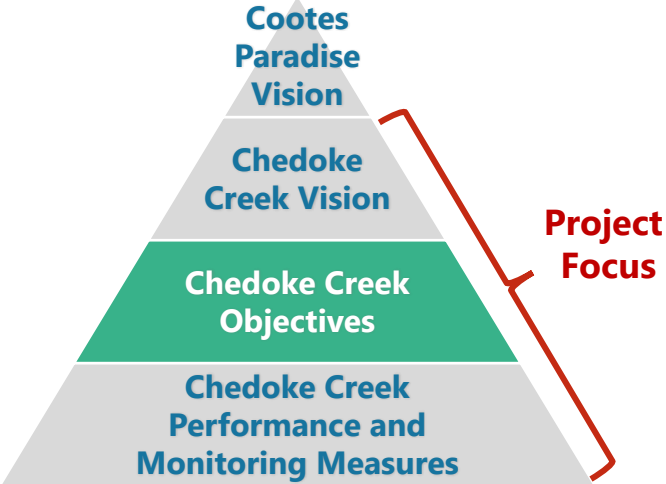 Cootes
Paradise
Vision
Chedoke
Creek Vision
Project
Focus
Chedoke Creek
Objectives
Chedoke Creek
Performance and
Monitoring Measures